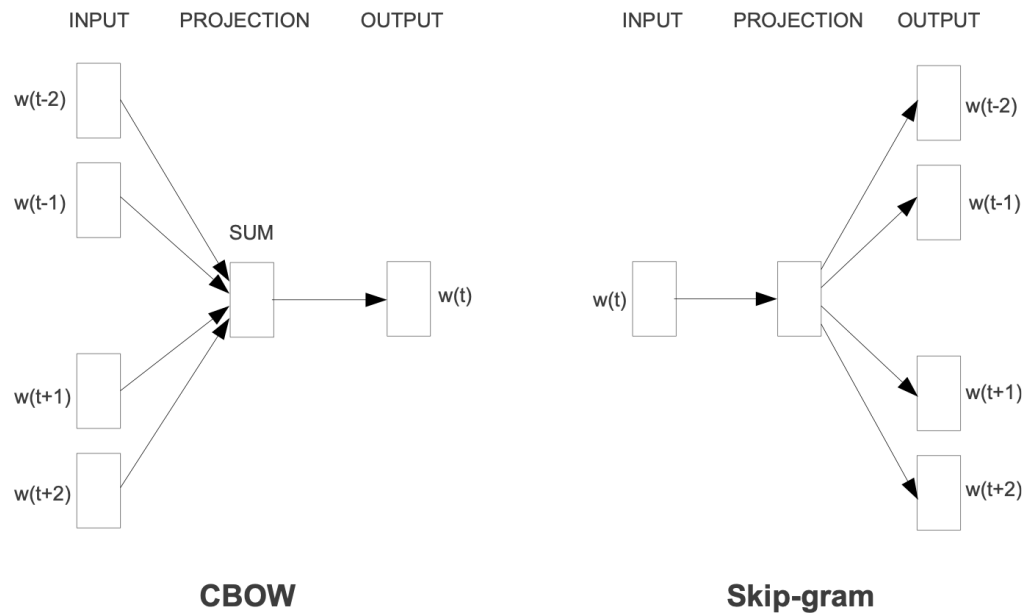 INPUT PROJECTION OUTPUT
w(t-2)
w(t-1)
SUM
w(t)
w(t+1)
w(t+2)
CBOW
INPUT PROJECTION OUTPUT
w(t-2)
w(t-1)
w(t)
w(t+1)
w(t+2)
Skip-gram